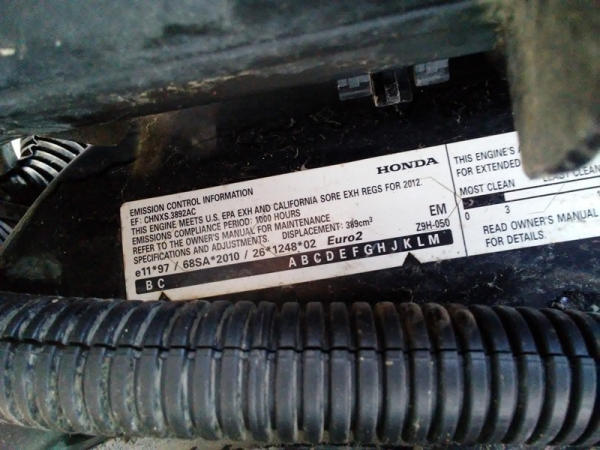 HONDA
EMISSION CONTROL INFORMATION
EF: CHNXS.3892AC
THIS ENGINE MEETS U.S. EPA EXH AND CALIFORNIA SORE EXH REGS FOR 2012.
EMISSIONS COMPLIANCE PERIOD: 1000 HOURS
REFER TO THE OWNER'S MANUAL FOR MAINTENANCE EM
SPECIFICATIONS AND ADJUSTMENTS. DISPLACEMENT: 389cm³ Z9H-050
e11*97 / 68SA*2010 / 26*1248*02 Euro2
B C A B C D E F G H J K L M
THIS ENGINE'S
FOR EXTENDED
MOST CLEAN LEAST CLEAN
0 3
READ OWNER'S MANUAL
FOR DETAILS.